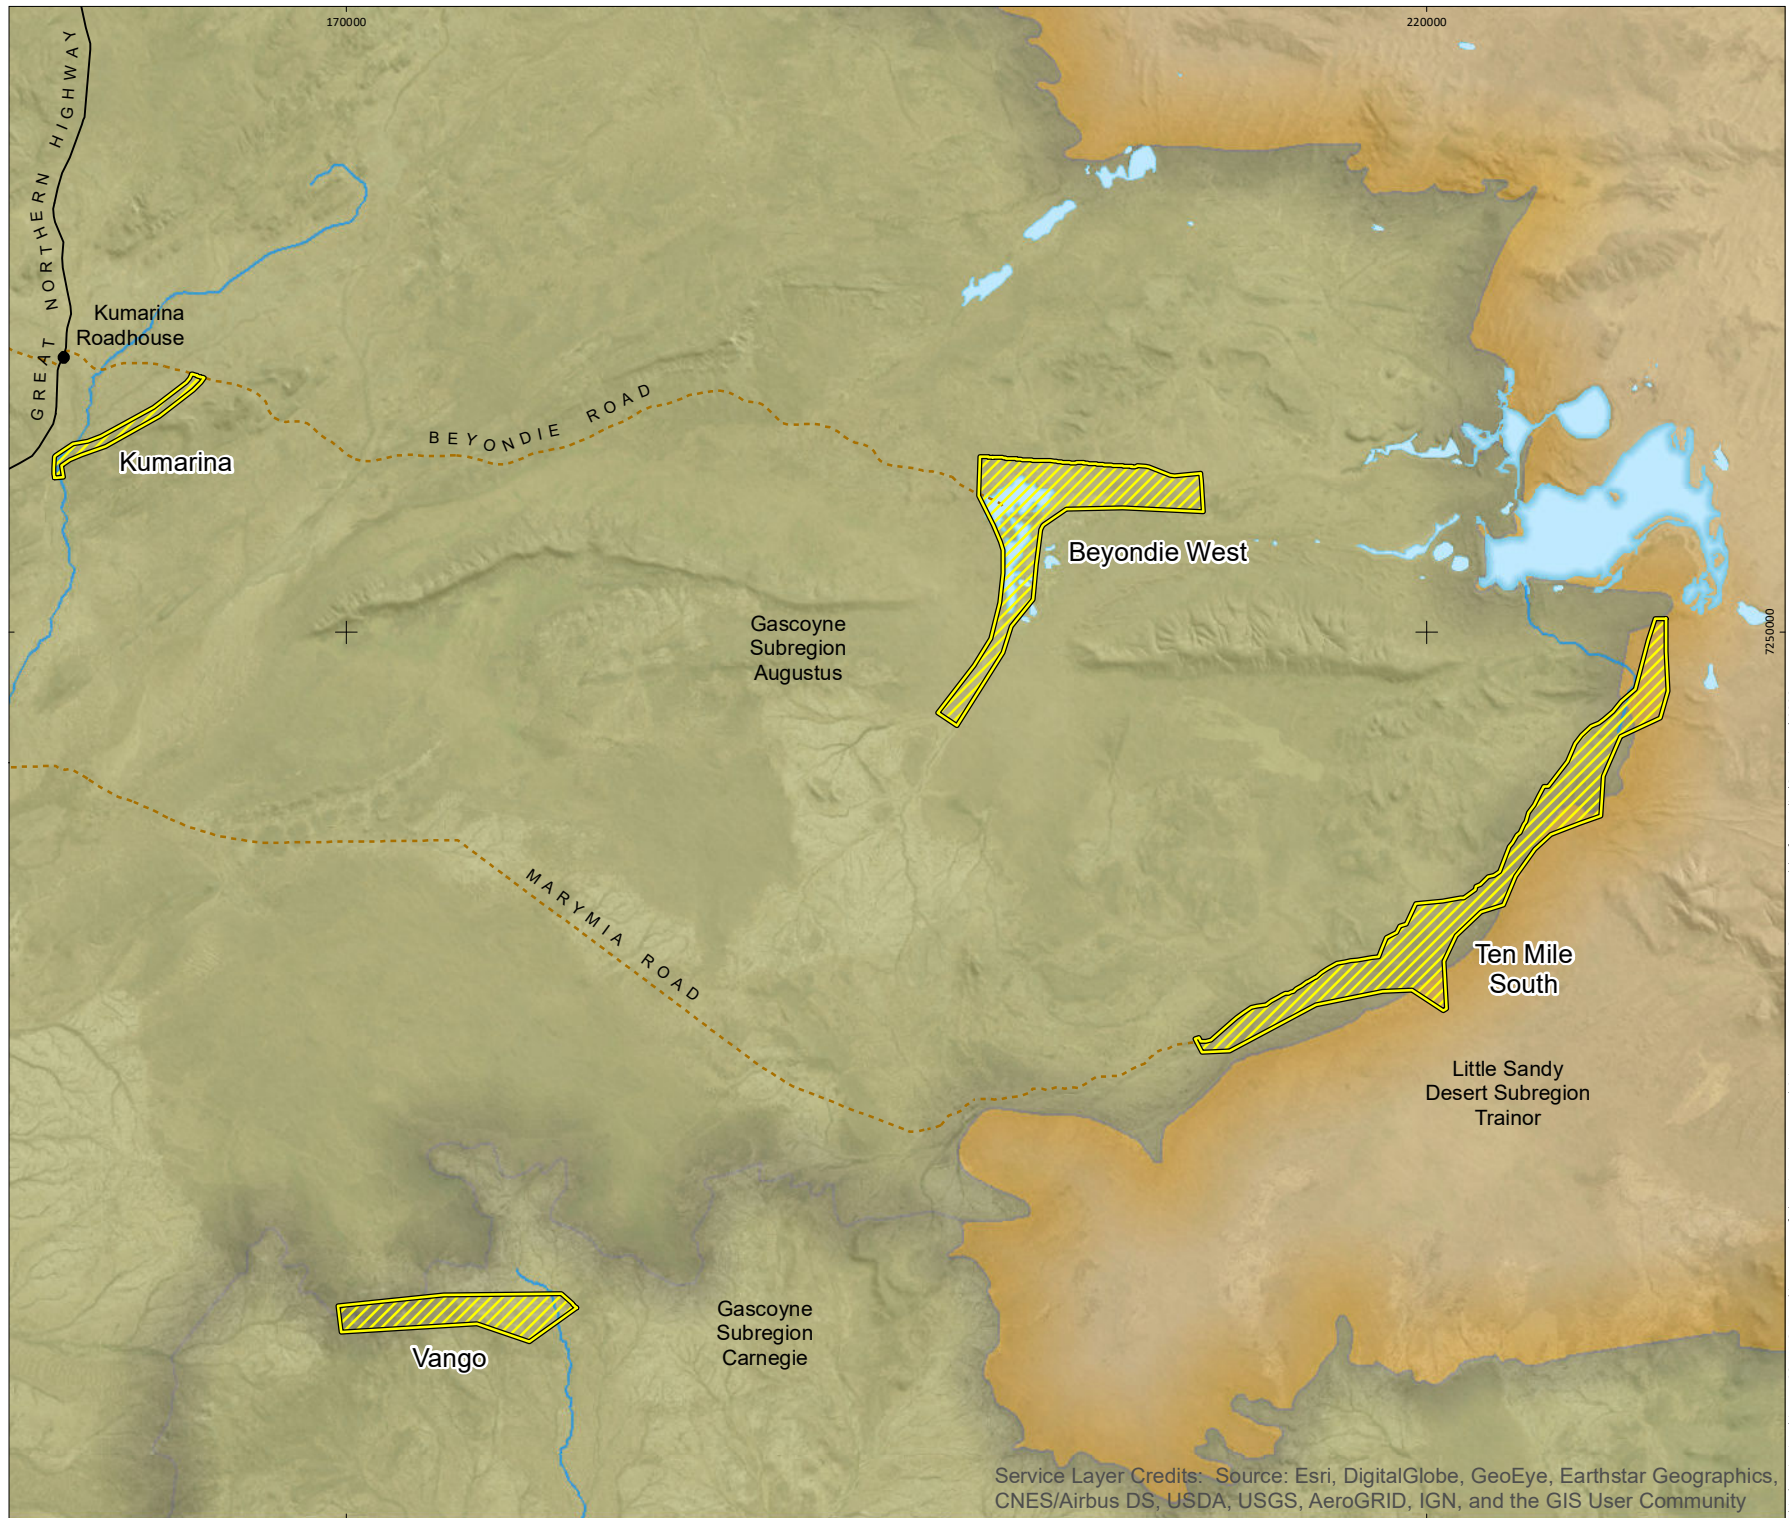 170000
220000
GREAT NORTHERN HIGHWAY
Kumarina
Roadhouse
BEYONDIE ROAD
Kumarina
Beyondie West
Gascoyne
Subregion
Augustus
7250000
MARYMIA ROAD
Ten Mile
South
Little Sandy
Desert Subregion
Trainor
Gascoyne
Subregion
Carnegie
Vango
Service Layer Credits: Source: Esri, DigitalGlobe, GeoEye, Earthstar Geographics,
CNES/Airbus DS, USDA, USGS, AeroGRID, IGN, and the GIS User Community